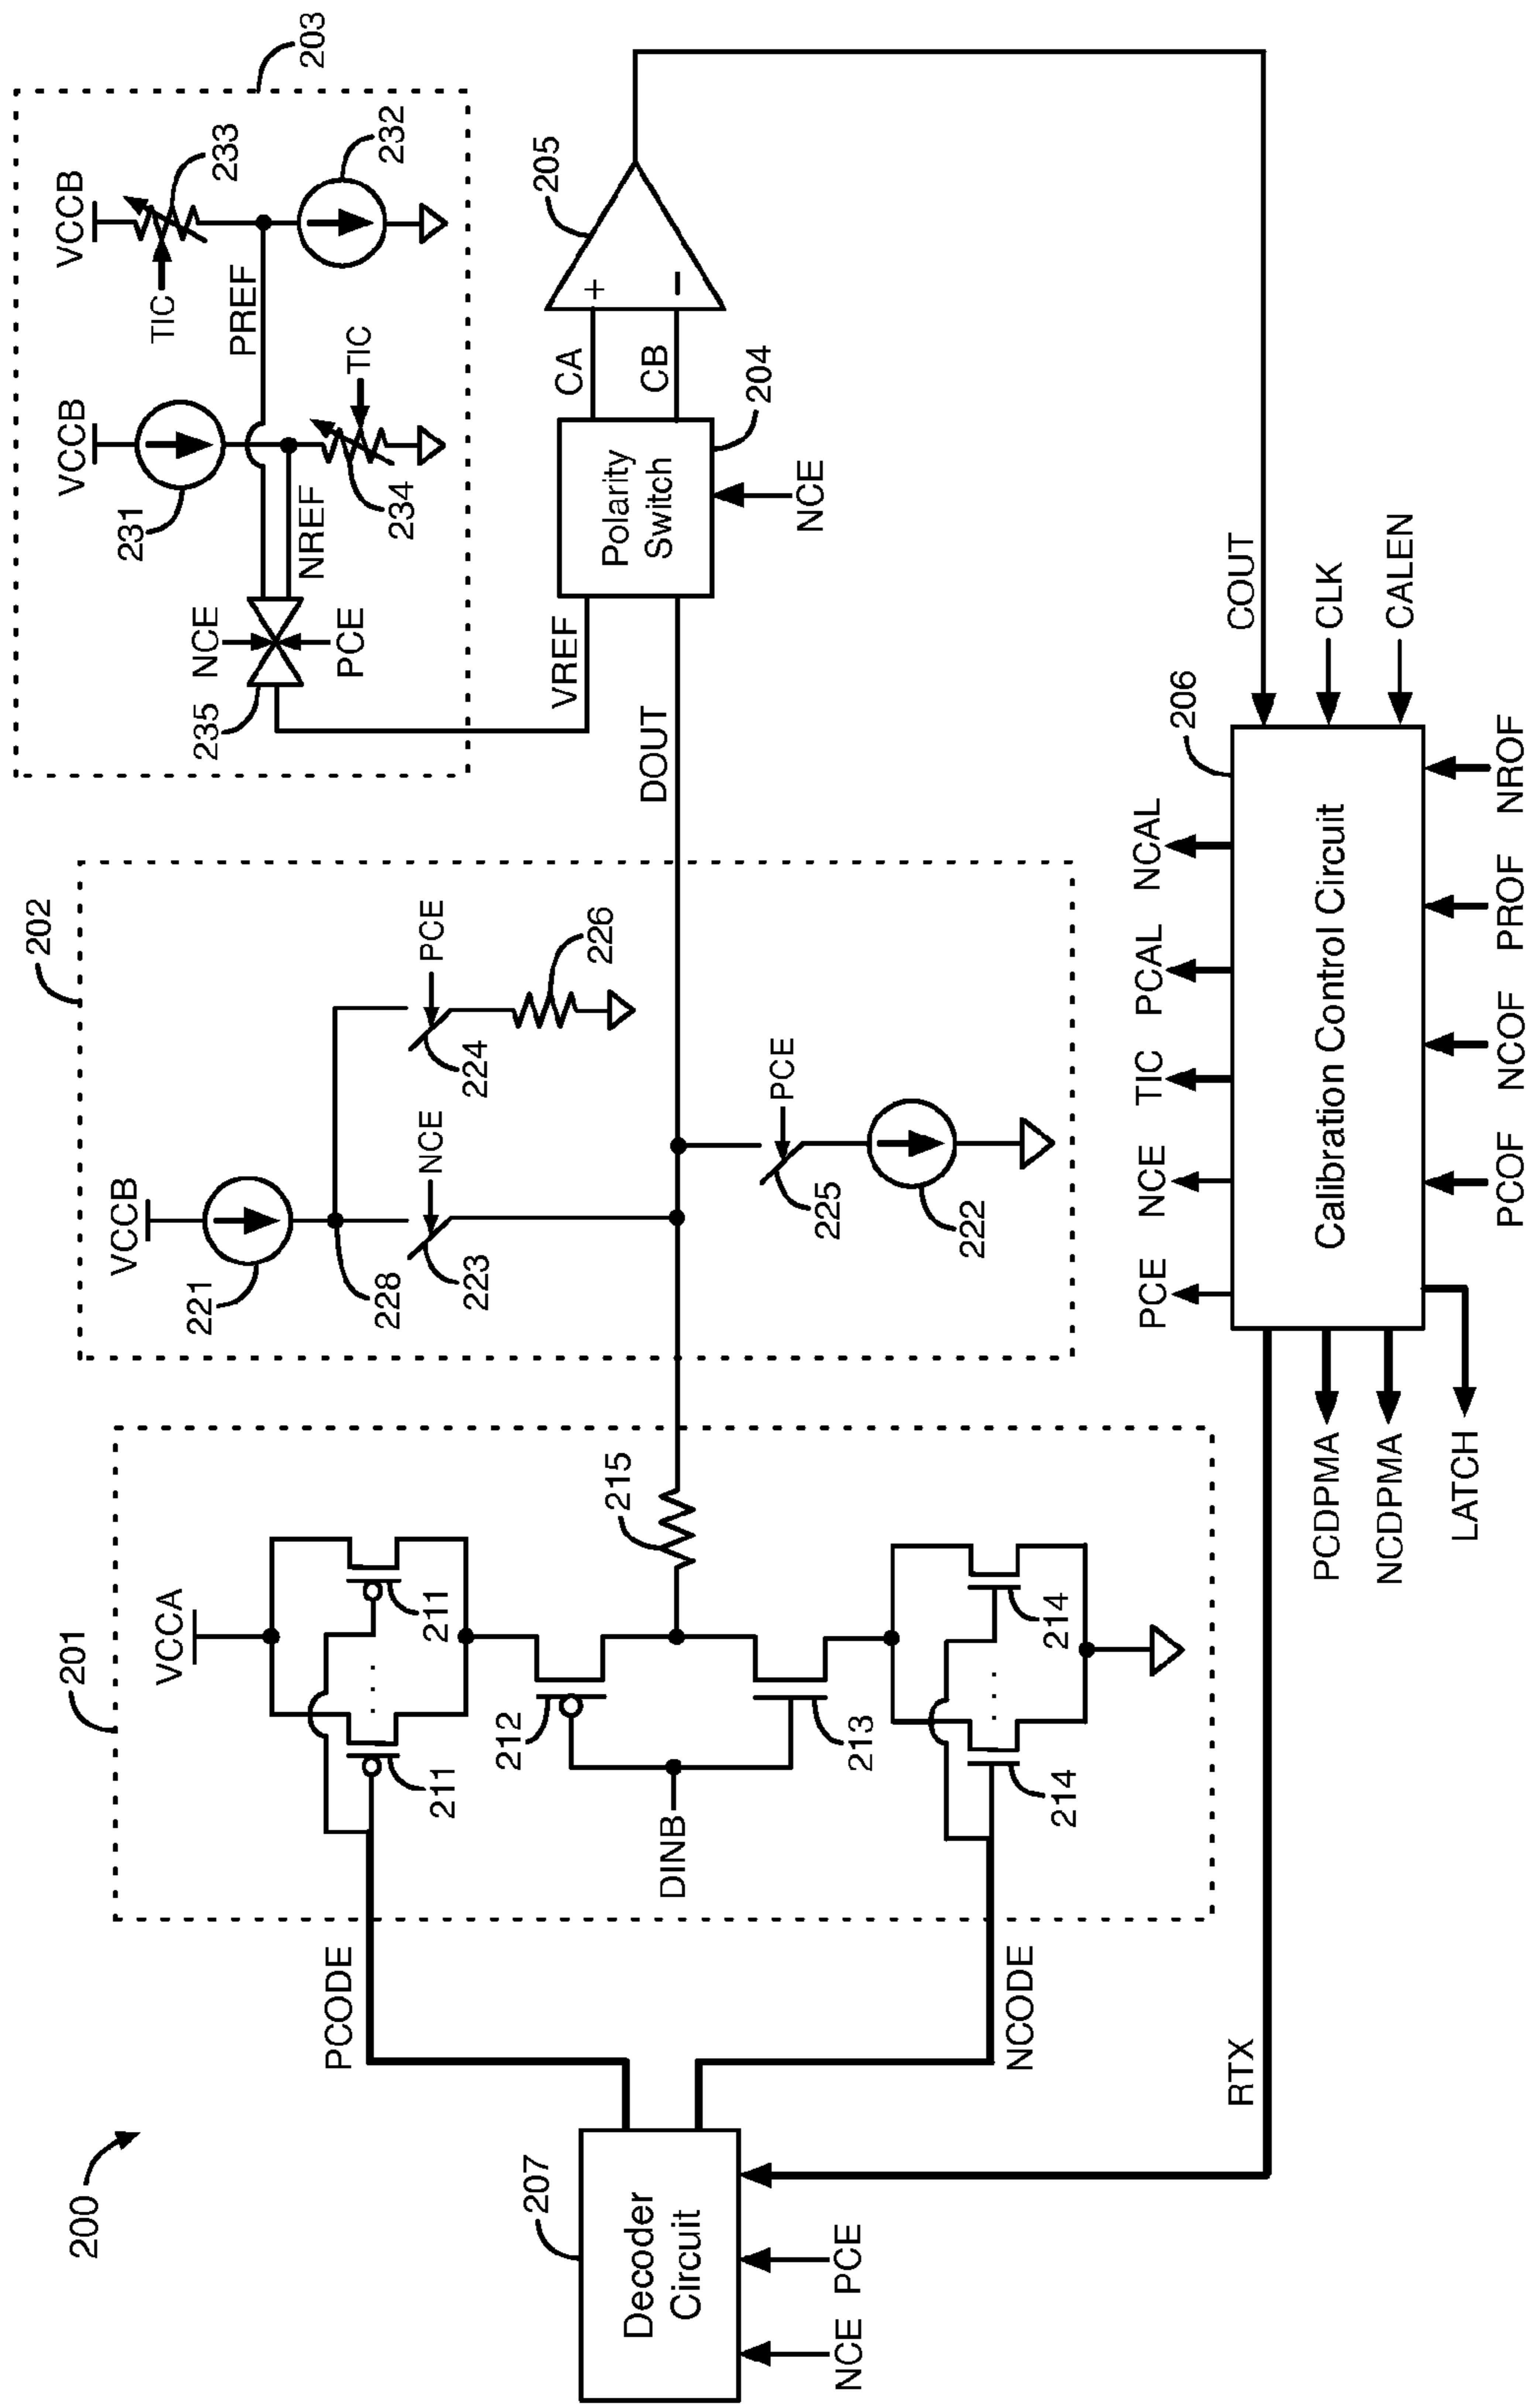 200
207
Decoder
Circuit
NCE
PCE
PCODE
NCODE
RTX
201
VCCA
211
...
211
212
DINB
213
215
214
...
214
202
VCCB
221
228
223
NCE
224
PCE
226
225
PCE
222
DOUT
203
VCCB
231
NREF
234
TIC
VCCB
233
TIC
PREF
232
NCE
PCE
235
VREF
Polarity
Switch
204
NCE
CA
CB
+
−
205
COUT
CLK
CALEN
206
Calibration Control Circuit
PCE
NCE
TIC
PCAL
NCAL
PCOF
NCOF
PROF
NROF
PCDPMA
NCDPMA
LATCH